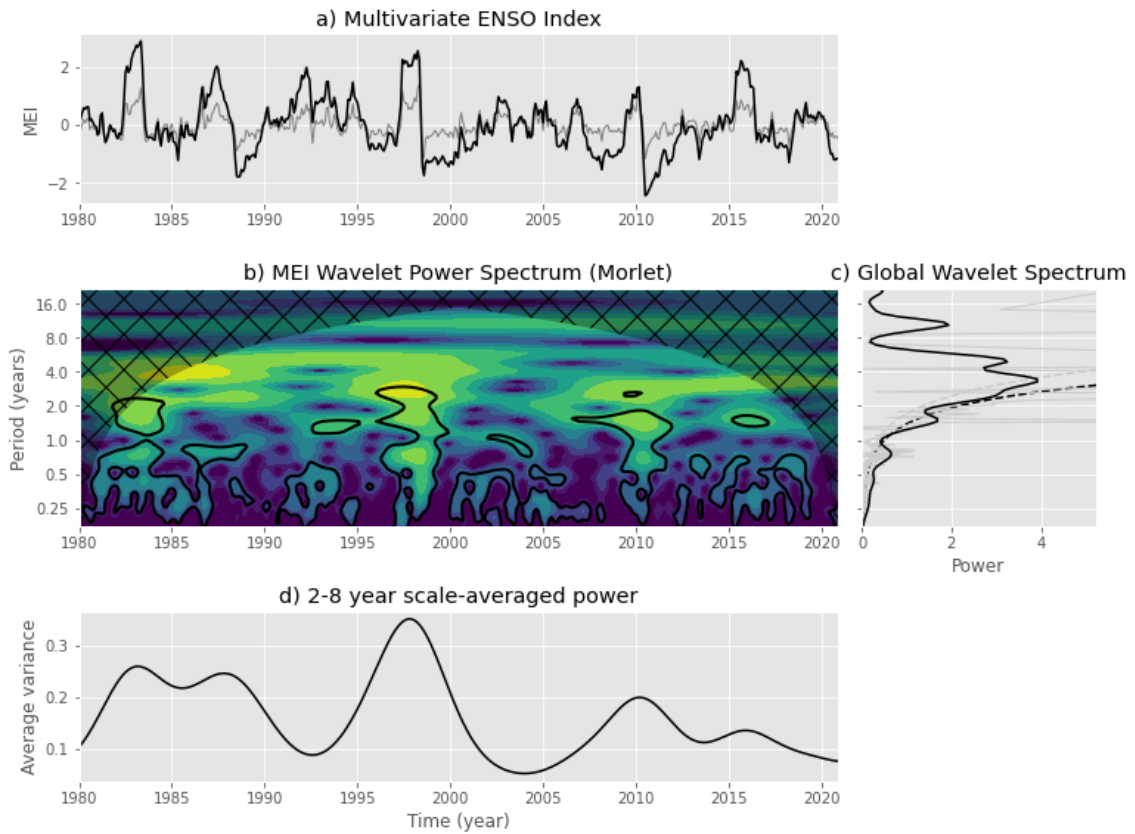 a) Multivariate ENSO Index
MEI
2
0
−2
1980 1985 1990 1995 2000 2005 2010 2015 2020
b) MEI Wavelet Power Spectrum (Morlet)
Period (years)
16.0
8.0
4.0
2.0
1.0
0.5
0.25
1980 1985 1990 1995 2000 2005 2010 2015 2020
c) Global Wavelet Spectrum
0 2 4
Power
d) 2-8 year scale-averaged power
Average variance
0.3
0.2
0.1
1980 1985 1990 1995 2000 2005 2010 2015 2020
Time (year)